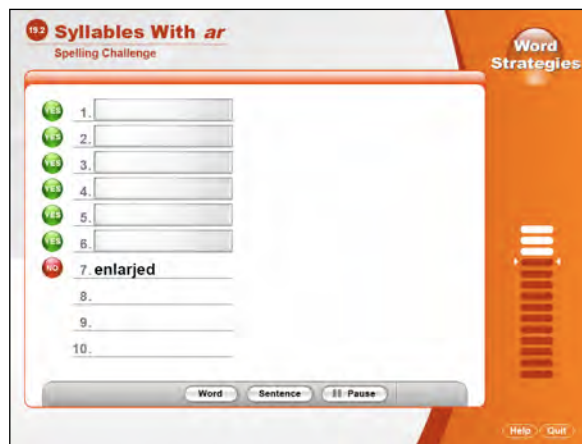 19.2 Syllables With ar
Spelling Challenge
Word
Strategies
YES 1.
YES 2.
YES 3.
YES 4.
YES 5.
YES 6.
NO 7. enlarjed
8.
9.
10.
Word Sentence Pause
Help Quit